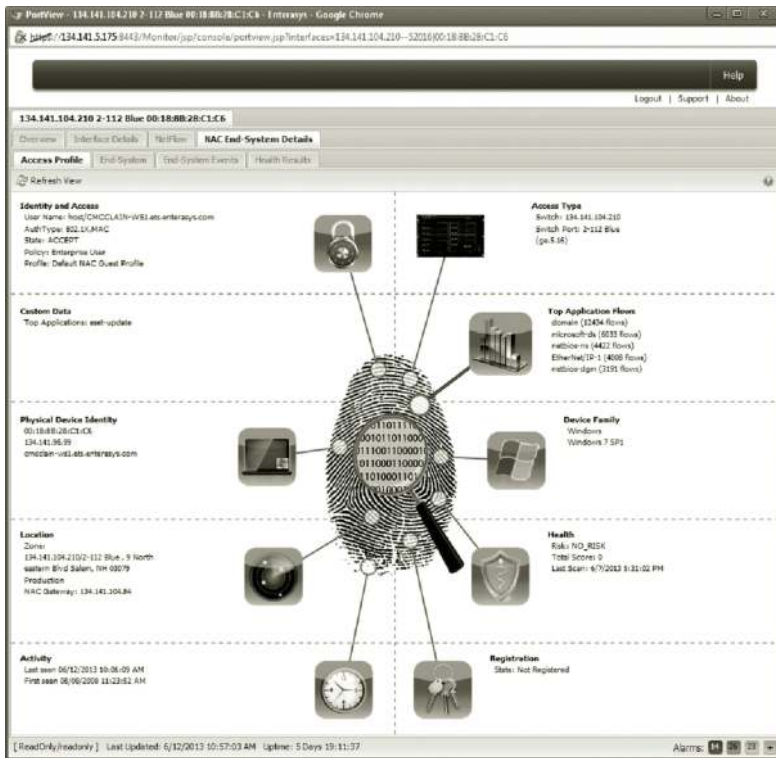 PortView - 134.141.104.210 2-112 Blue 00:18:8B:28:C1:C6 - Enterasys - Google Chrome
https://134.141.5.175:8443/Monitor/jsp/console/portview.jsp?interfaces=134.141.104.210--52016|00:18:8B:28:C1:C6
Help
Logout | Support | About
134.141.104.210 2-112 Blue 00:18:8B:28:C1:C6
Overview Interface Details NetFlow NAC End-System Details
Access Profile End-System End-System Events Health Results
Refresh View
Identity and Access
User Name: host/CMCCLAIN-WS1.ets.enterasys.com
AuthType: 802.1X,MAC
State: ACCEPT
Policy: Enterprise User
Profile: Default NAC Guest Profile
Access Type
Switch: 134.141.104.210
Switch Port: 2-112 Blue
(ge.5.16)
Custom Data
Top Applications: eset-update
Top Application Flows
domain (12434 flows)
microsoft-ds (6033 flows)
netbios-ns (4422 flows)
EtherNet/IP-1 (4008 flows)
netbios-dgm (3191 flows)
Physical Device Identity
00:18:8B:28:C1:C6
134.141.96.99
cmcclain-ws1.ets.enterasys.com
Device Family
Windows
Windows 7 SP1
Location
Zone:
134.141.104.210/2-112 Blue , 9 North
eastern Blvd Salem, NH 03079
Production
NAC Gateway: 134.141.104.84
Health
Risk: NO_RISK
Total Score: 0
Last Scan: 6/7/2013 5:31:02 PM
Activity
Last seen 06/12/2013 10:06:09 AM
First seen 08/08/2008 11:23:52 AM
Registration
State: Not Registered
[ReadOnly/readonly] Last Updated: 6/12/2013 10:57:03 AM Uptime: 5 Days 19:11:37
Alarms: 14 26 23